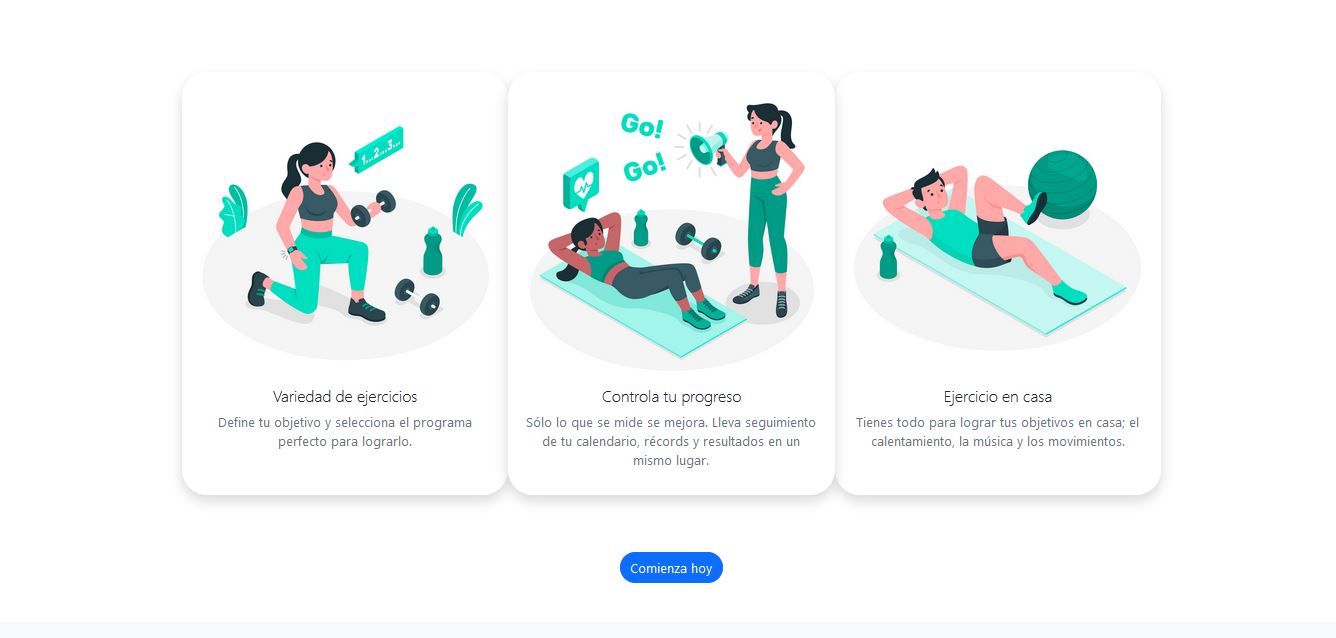 1...2...3...
Go!
Go!
Variedad de ejercicios
Define tu objetivo y selecciona el programa
perfecto para lograrlo.
Controla tu progreso
Sólo lo que se mide se mejora. Lleva seguimiento
de tu calendario, récords y resultados en un
mismo lugar.
Ejercicio en casa
Tienes todo para lograr tus objetivos en casa; el
calentamiento, la música y los movimientos.
Comienza hoy